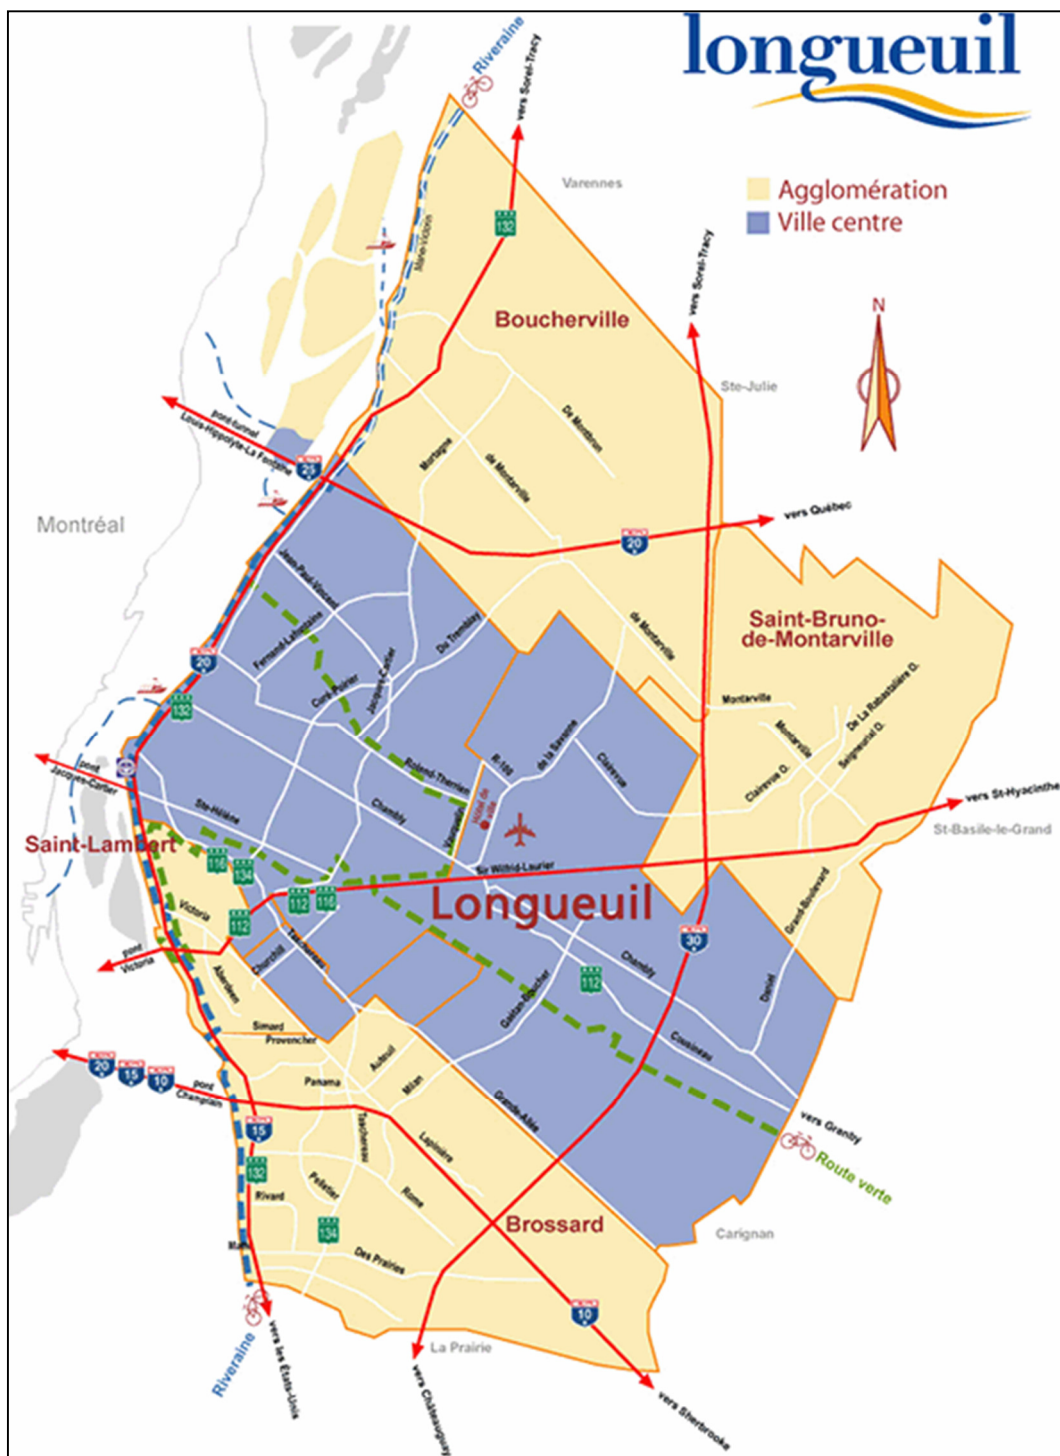 longueuil
Riveraine
vers Sorel-Tracy
Varennes
Agglomération
Ville centre
Marie-Victorin
132
vers Sorel-Tracy
N
Boucherville
Ste-Julie
pont-tunnel
Louis-Hippolyte-La Fontaine
25
De Montbrun
Mortagne
de Montarville
Montréal
vers Québec
20
Jean-Paul-Vincent
Fernand-Lafontaine
De Tremblay
de Montarville
Saint-Bruno-
de-Montarville
20
Curé-Poirier
Jacques-Cartier
132
Montarville
De La Rabastalière O.
Montarville
Seigneurial O.
pont
Jacques-Cartier
Roland-Therrien
R-100
de la Savane
Clairevue
Clairevue O.
vers St-Hyacinthe
Ste-Hélène
Chambly
Vauquelin
Hôtel de
ville
St-Basile-le-Grand
Saint-Lambert
116
134
Sir Wilfrid-Laurier
112
116
Longueuil
Victoria
112
Grand-Boulevard
pont
Victoria
Taschereau
Churchill
30
Chambly
Aberdeen
Gaétan-Boucher
112
Daniel
Simard
Provencher
Cousineau
20
15
10
pont
Champlain
Panama
Auteuil
Milan
Grande-Allée
vers Granby
15
Taschereau
Lapinière
Route verte
132
Rivard
Pelletier
Rome
134
Brossard
Carignan
Des Prairies
10
Riveraine
La Prairie
vers les États-Unis
vers Châteauguay
vers Sherbrooke